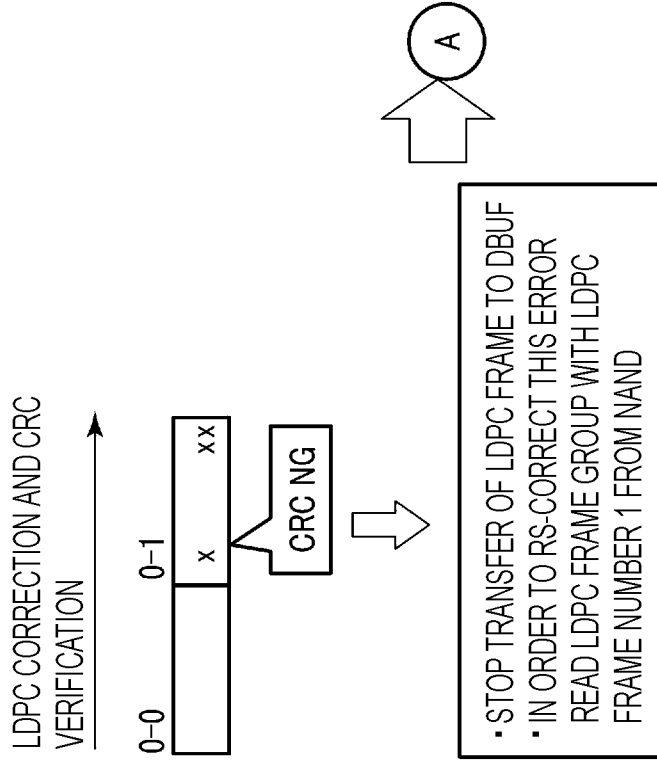 LDPC CORRECTION AND CRC
VERIFICATION
0-0
0-1
x
xx
CRC NG
• STOP TRANSFER OF LDPC FRAME TO DBUF
• IN ORDER TO RS-CORRECT THIS ERROR
READ LDPC FRAME GROUP WITH LDPC
FRAME NUMBER 1 FROM NAND
A